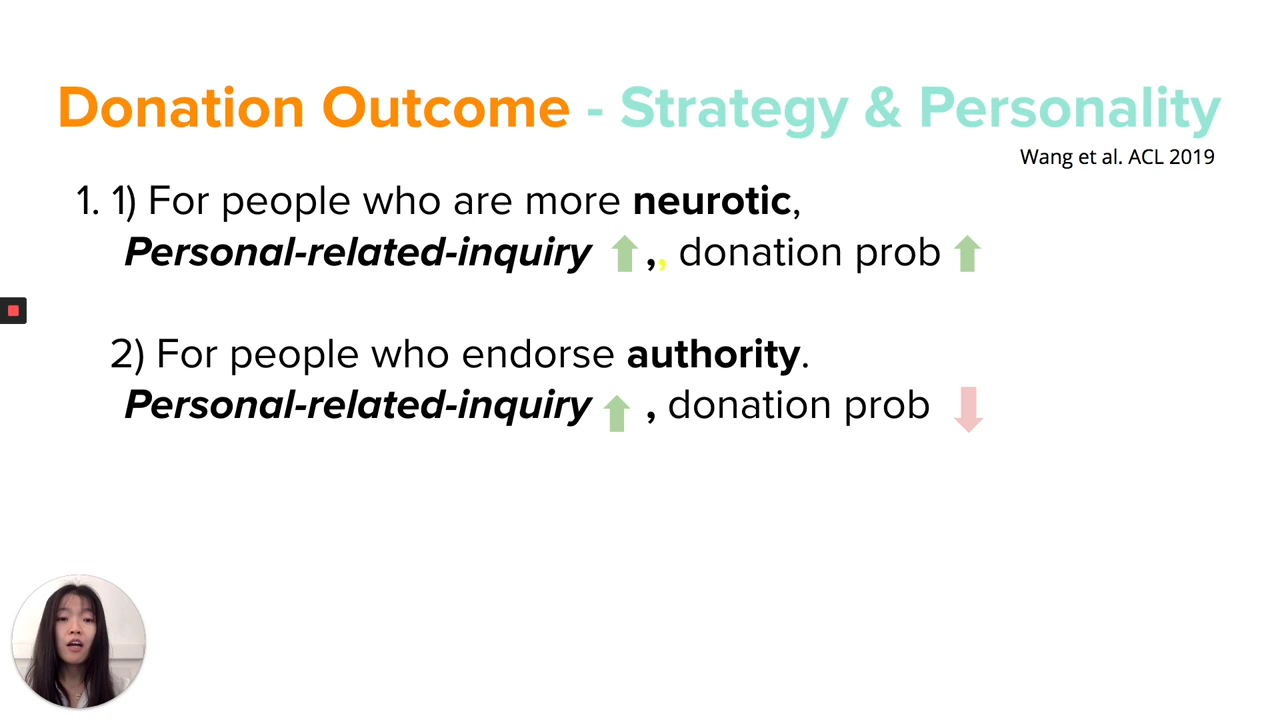 Donation Outcome - Strategy & Personality
Wang et al. ACL 2019
1. 1) For people who are more neurotic,
Personal-related-inquiry ,, donation prob
2) For people who endorse authority.
Personal-related-inquiry , donation prob